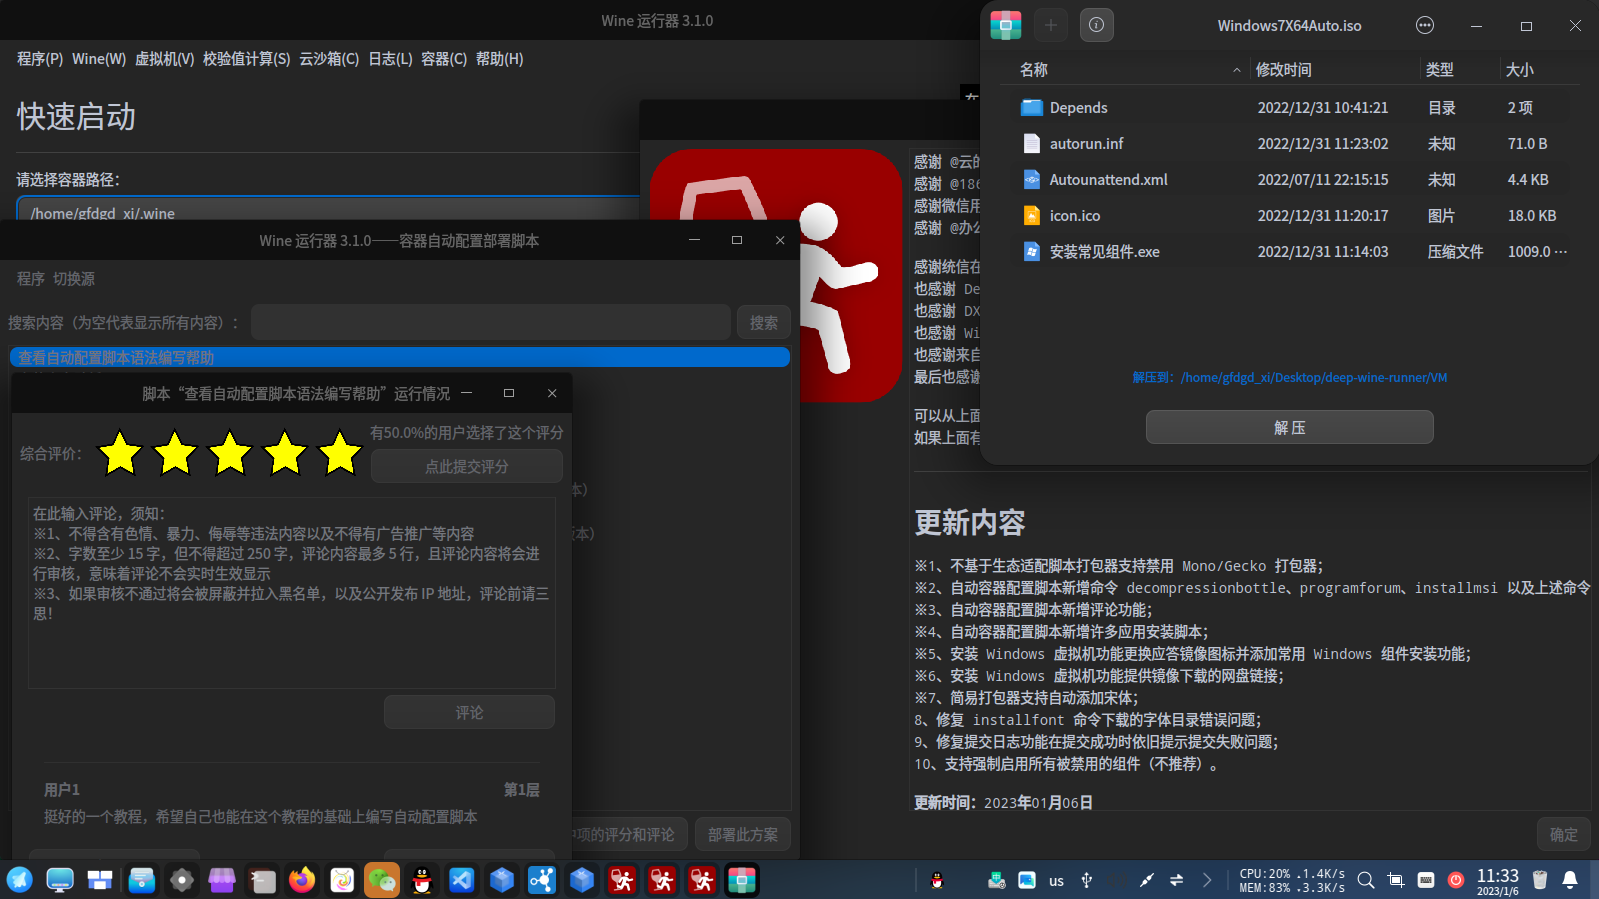 Wine 运行器 3.1.0
程序(P) Wine(W) 虚拟机(V) 校验值计算(S) 云沙箱(C) 日志(L) 容器(C) 帮助(H)
快速启动
请选择容器路径：
/home/gfdgd_xi/.wine
Wine 运行器 3.1.0——容器自动配置部署脚本
程序 切换源
搜索内容（为空代表显示所有内容）：
搜索
查看自动配置脚本语法编写帮助
脚本“查看自动配置脚本语法编写帮助”运行情况
综合评价：
有50.0%的用户选择了这个评分
点此提交评分
在此输入评论，须知：
※1、不得含有色情、暴力、侮辱等违法内容以及不得有广告推广等内容
※2、字数至少 15 字，但不得超过 250 字，评论内容最多 5 行，且评论内容将会进
行审核，意味着评论不会实时生效显示
※3、如果审核不通过将会被屏蔽并拉入黑名单，以及公开发布 IP 地址，评论前请三
思！
评论
用户1
第1层
挺好的一个教程，希望自己也能在这个教程的基础上编写自动配置脚本
本）
本）
项的评分和评论
部署此方案
感谢 @云
感谢 @186
感谢微信用
感谢 @办公
感谢统信在
也感谢 De
也感谢 DX
也感谢 Wi
也感谢来自
最后也感谢
可以从上面
如果上面有
更新内容
※1、不基于生态适配脚本打包器支持禁用 Mono/Gecko 打包器；
※2、自动容器配置脚本新增命令 decompressionbottle、programforum、installmsi 以及上述命令
※3、自动容器配置脚本新增评论功能；
※4、自动容器配置脚本新增许多应用安装脚本；
※5、安装 Windows 虚拟机功能更换应答镜像图标并添加常用 Windows 组件安装功能；
※6、安装 Windows 虚拟机功能提供镜像下载的网盘链接；
※7、简易打包器支持自动添加宋体；
8、修复 installfont 命令下载的字体目录错误问题；
9、修复提交日志功能在提交成功时依旧提示提交失败问题；
10、支持强制启用所有被禁用的组件（不推荐）。
更新时间：2023年01月06日
确定
Windows7X64Auto.iso
名称 修改时间 类型 大小
Depends 2022/12/31 10:41:21 目录 2 项
autorun.inf 2022/12/31 11:23:02 未知 71.0 B
Autounattend.xml 2022/07/11 22:15:15 未知 4.4 KB
icon.ico 2022/12/31 11:20:17 图片 18.0 KB
安装常见组件.exe 2022/12/31 11:14:03 压缩文件 1009.0 ···
解压到：/home/gfdgd_xi/Desktop/deep-wine-runner/VM
解压
us
CPU:20% .1.4K/s
MEM:83% .3.3K/s
11:33
2023/1/6